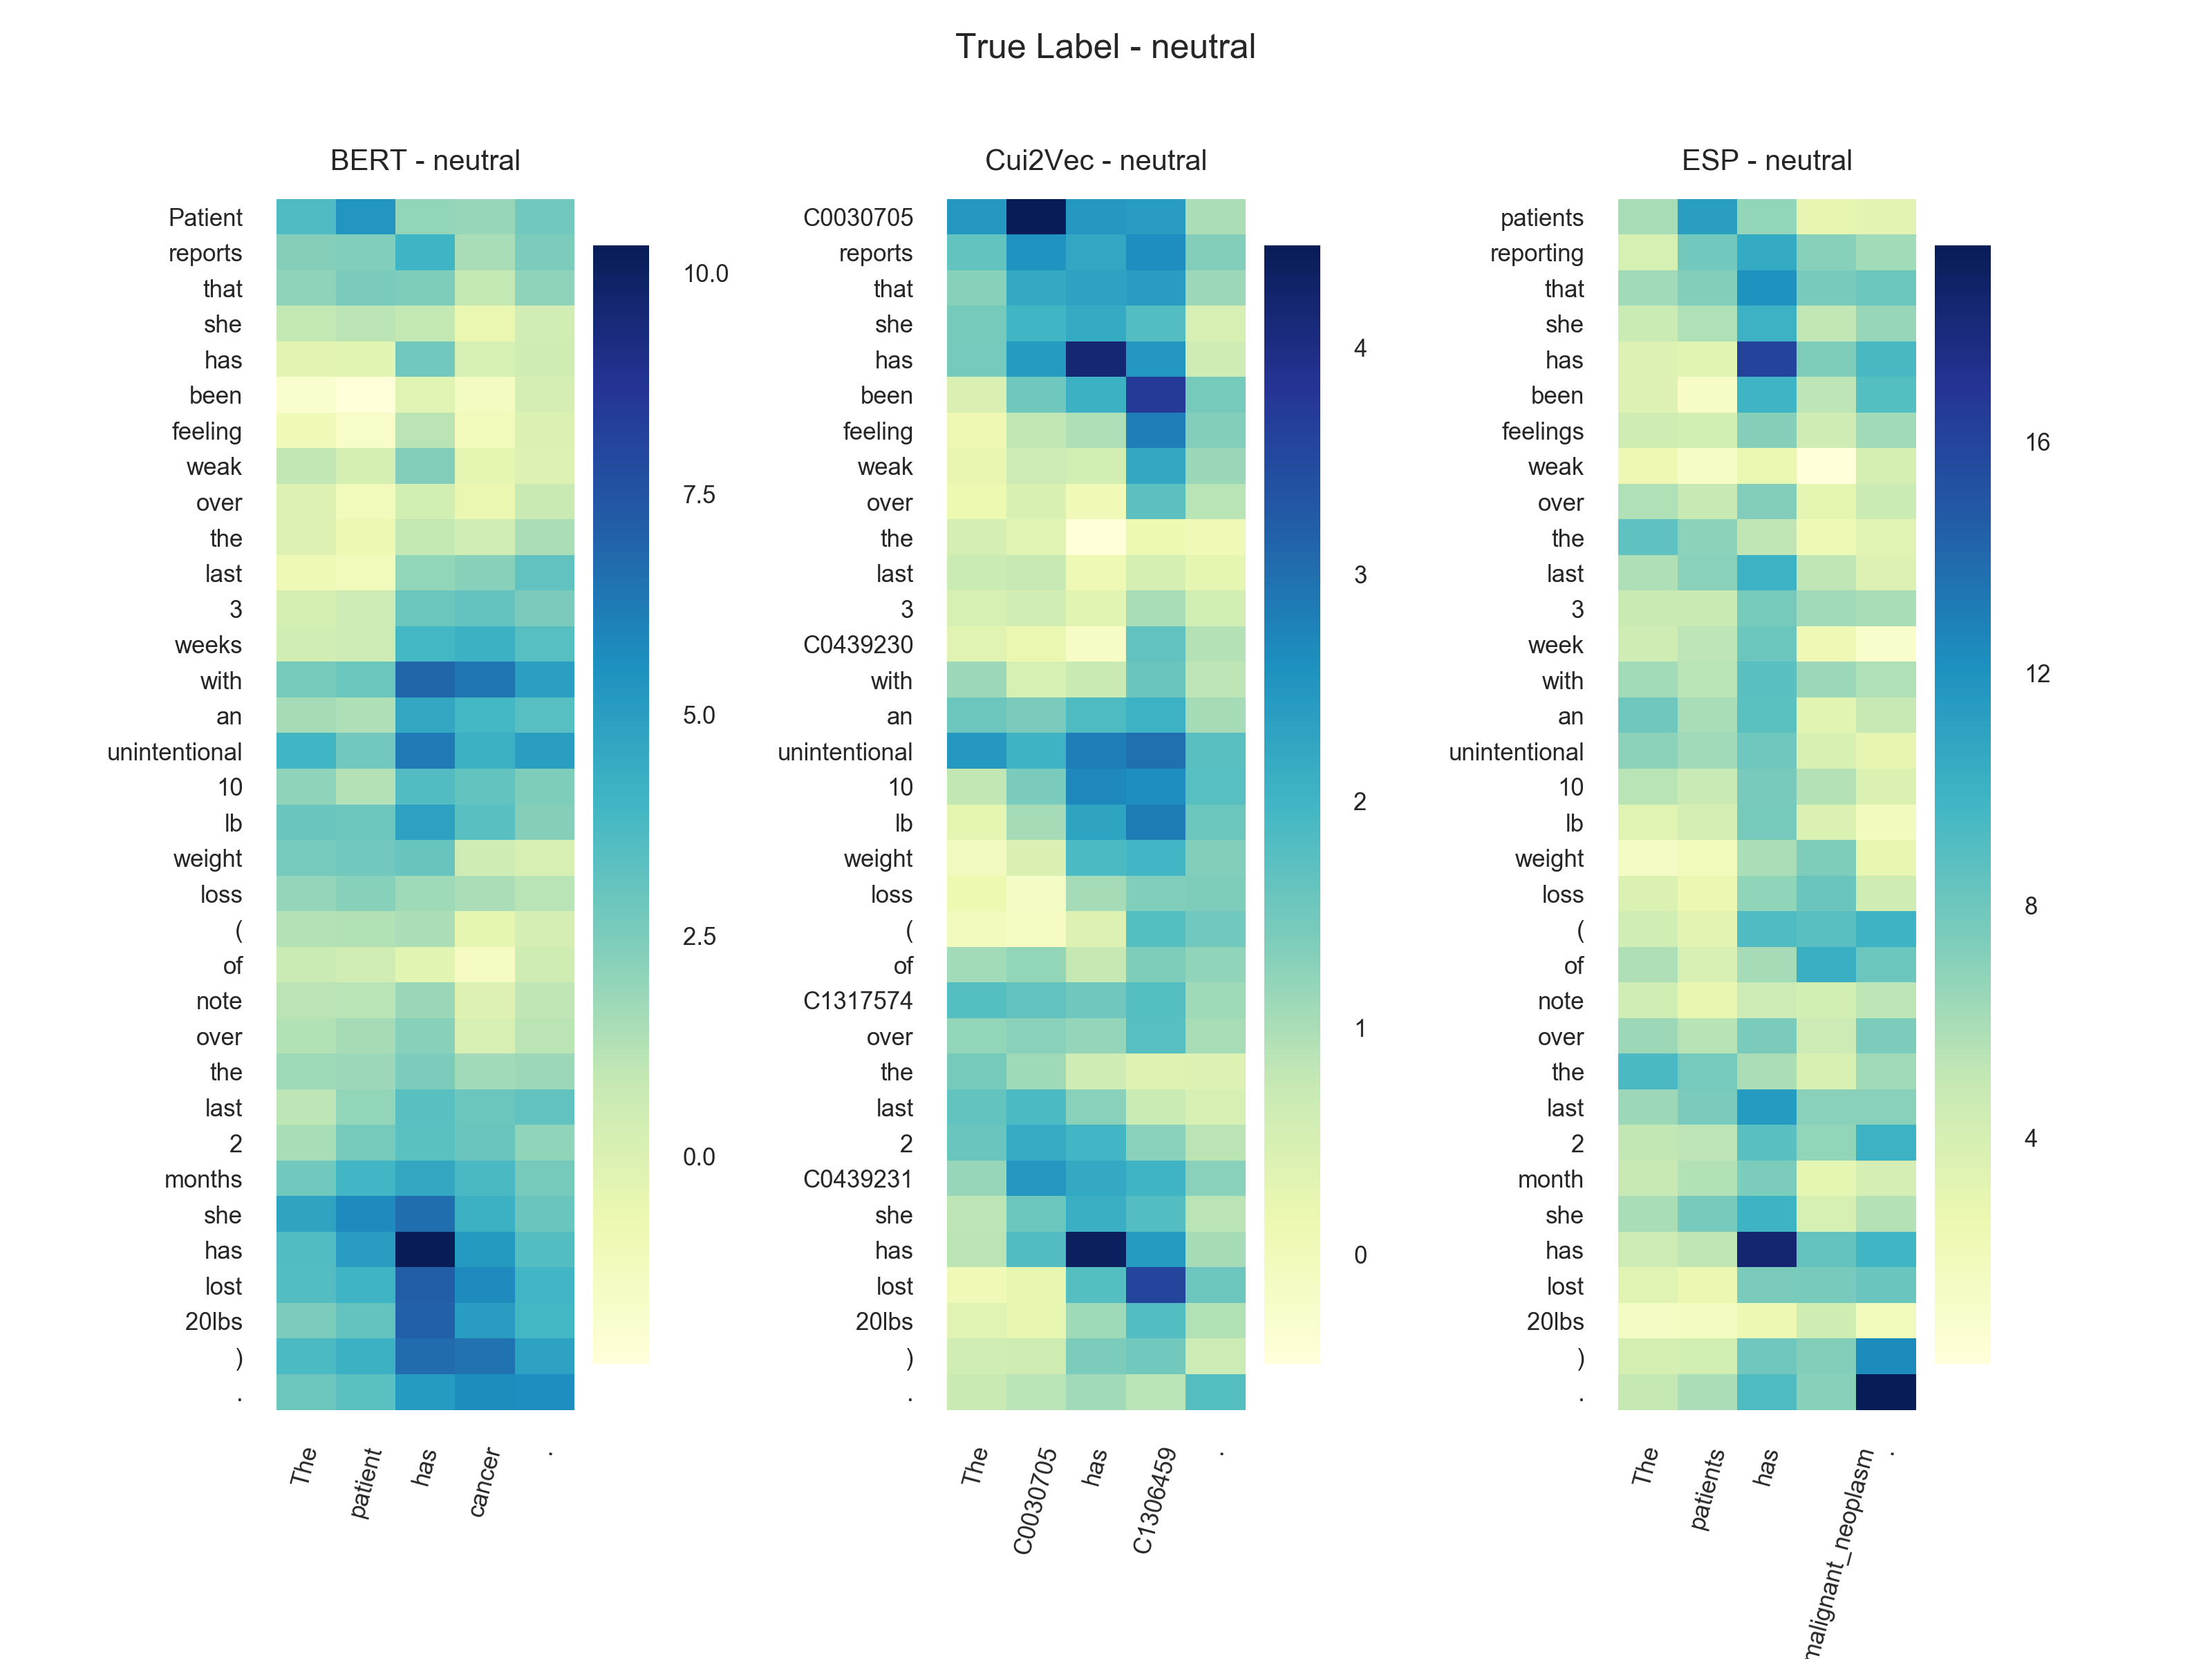 True Label - neutral
BERT - neutral
Patient
reports
that
she
has
been
feeling
weak
over
the
last
3
weeks
with
an
unintentional
10
lb
weight
loss
(
of
note
over
the
last
2
months
she
has
lost
20lbs
)
.
The
patient
has
cancer
.
10.0
7.5
5.0
2.5
0.0
Cui2Vec - neutral
C0030705
reports
that
she
has
been
feeling
weak
over
the
last
3
C0439230
with
an
unintentional
10
lb
weight
loss
(
of
C1317574
over
the
last
2
C0439231
she
has
lost
20lbs
)
.
The
C0030705
has
C1306459
.
4
3
2
1
0
ESP - neutral
patients
reporting
that
she
has
been
feelings
weak
over
the
last
3
week
with
an
unintentional
10
lb
weight
loss
(
of
note
over
the
last
2
month
she
has
lost
20lbs
)
.
The
patients
has
malignant_neoplasm
.
16
12
8
4